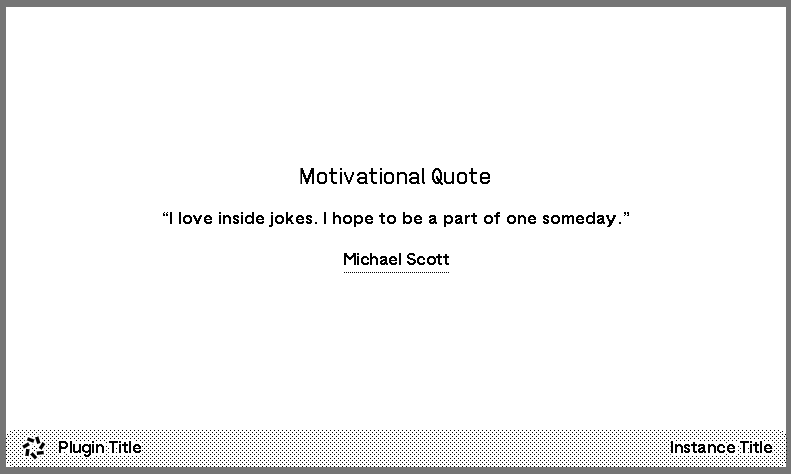 Motivational Quote
“I love inside jokes. I hope to be a part of one someday.”
Michael Scott
Plugin Title
Instance Title